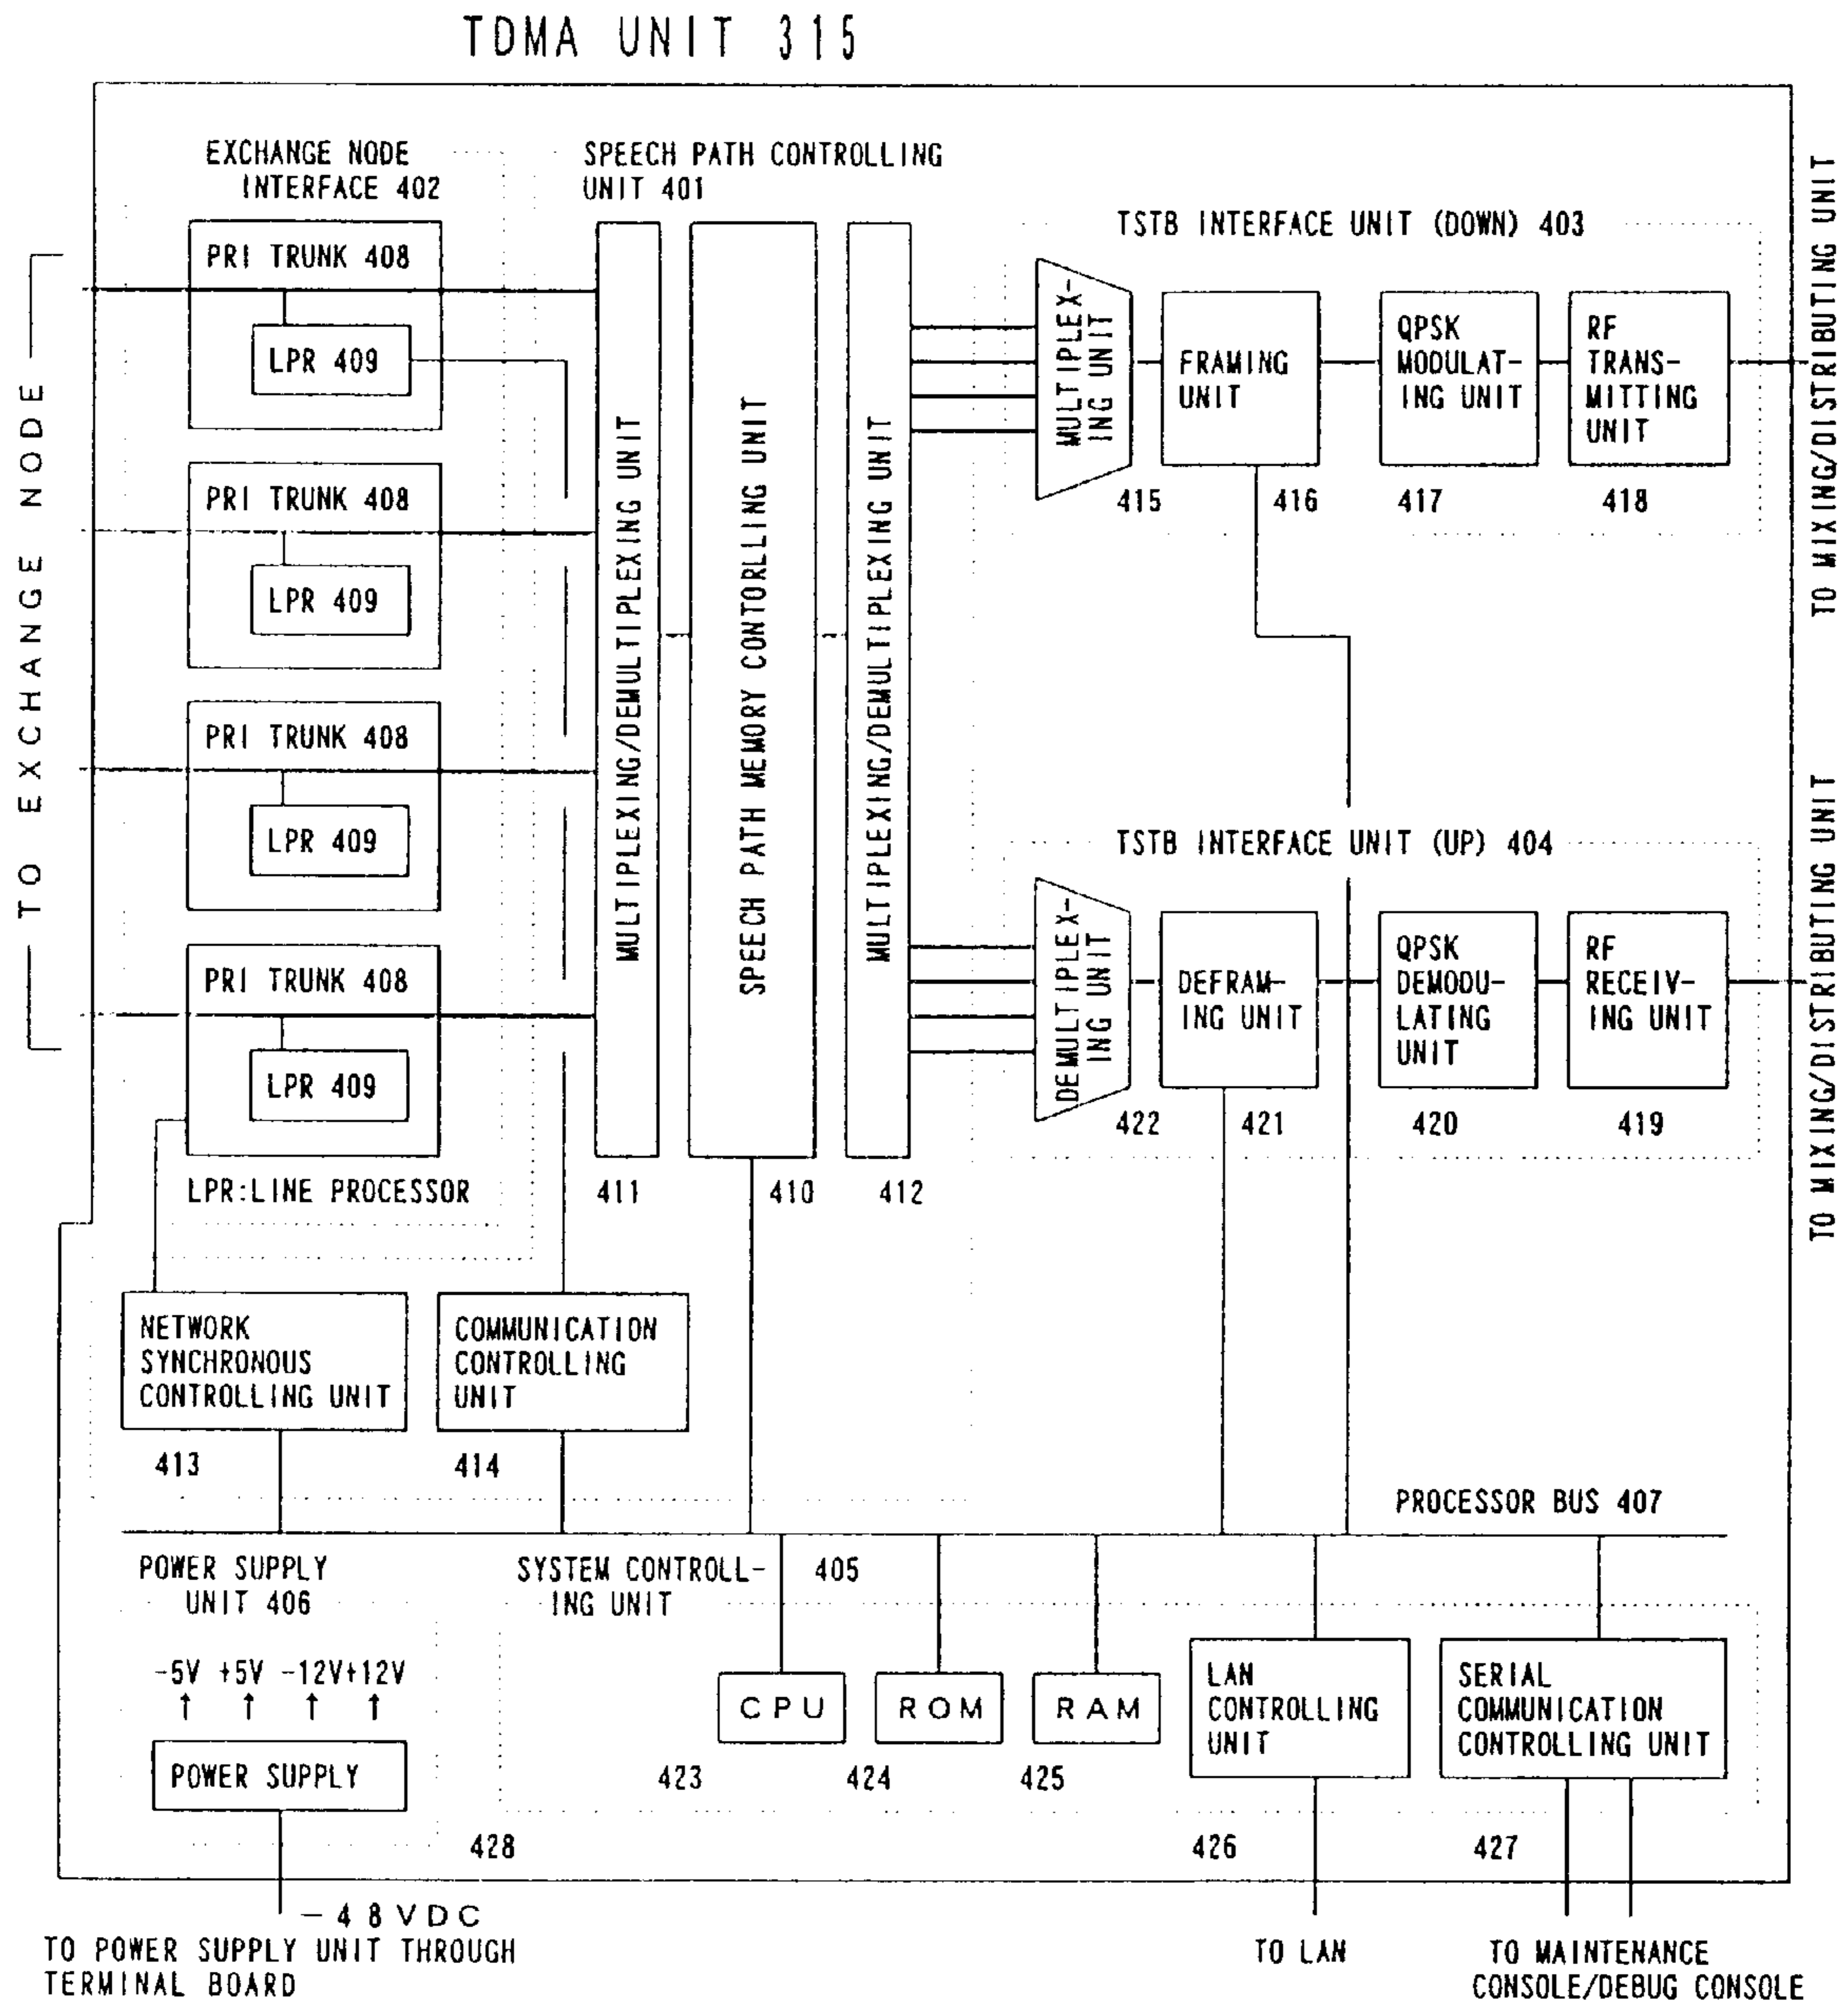 TDMA UNIT 315
EXCHANGE NODE
INTERFACE 402
SPEECH PATH CONTROLLING
UNIT 401
TO EXCHANGE NODE
PRI TRUNK 408
LPR 409
PRI TRUNK 408
LPR 409
PRI TRUNK 408
LPR 409
PRI TRUNK 408
LPR 409
LPR:LINE PROCESSOR
MULTIPLEXING/DEMULTIPLEXING UNIT
411
SPEECH PATH MEMORY CONTORLLING UNIT
410
MULTIPLEXING/DEMULTIPLEXING UNIT
412
TSTB INTERFACE UNIT (DOWN) 403
MULTIPLEX-
ING UNIT
415
FRAMING
UNIT
416
QPSK
MODULAT-
ING UNIT
417
RF
TRANS-
MITTING
UNIT
418
TO MIXING/DISTRIBUTING UNIT
TSTB INTERFACE UNIT (UP) 404
DEMULTIPLEX-
ING UNIT
422
DEFRAM-
ING UNIT
421
QPSK
DEMODU-
LATING
UNIT
420
RF
RECEIV-
ING UNIT
419
TO MIXING/DISTRIBUTING UNIT
NETWORK
SYNCHRONOUS
CONTROLLING UNIT
413
COMMUNICATION
CONTROLLING
UNIT
414
PROCESSOR BUS 407
POWER SUPPLY
UNIT 406
-5V +5V -12V+12V
POWER SUPPLY
428
-48VDC
TO POWER SUPPLY UNIT THROUGH
TERMINAL BOARD
SYSTEM CONTROLL-
ING UNIT
405
CPU
423
ROM
424
RAM
425
LAN
CONTROLLING
UNIT
426
TO LAN
SERIAL
COMMUNICATION
CONTROLLING UNIT
427
TO MAINTENANCE
CONSOLE/DEBUG CONSOLE